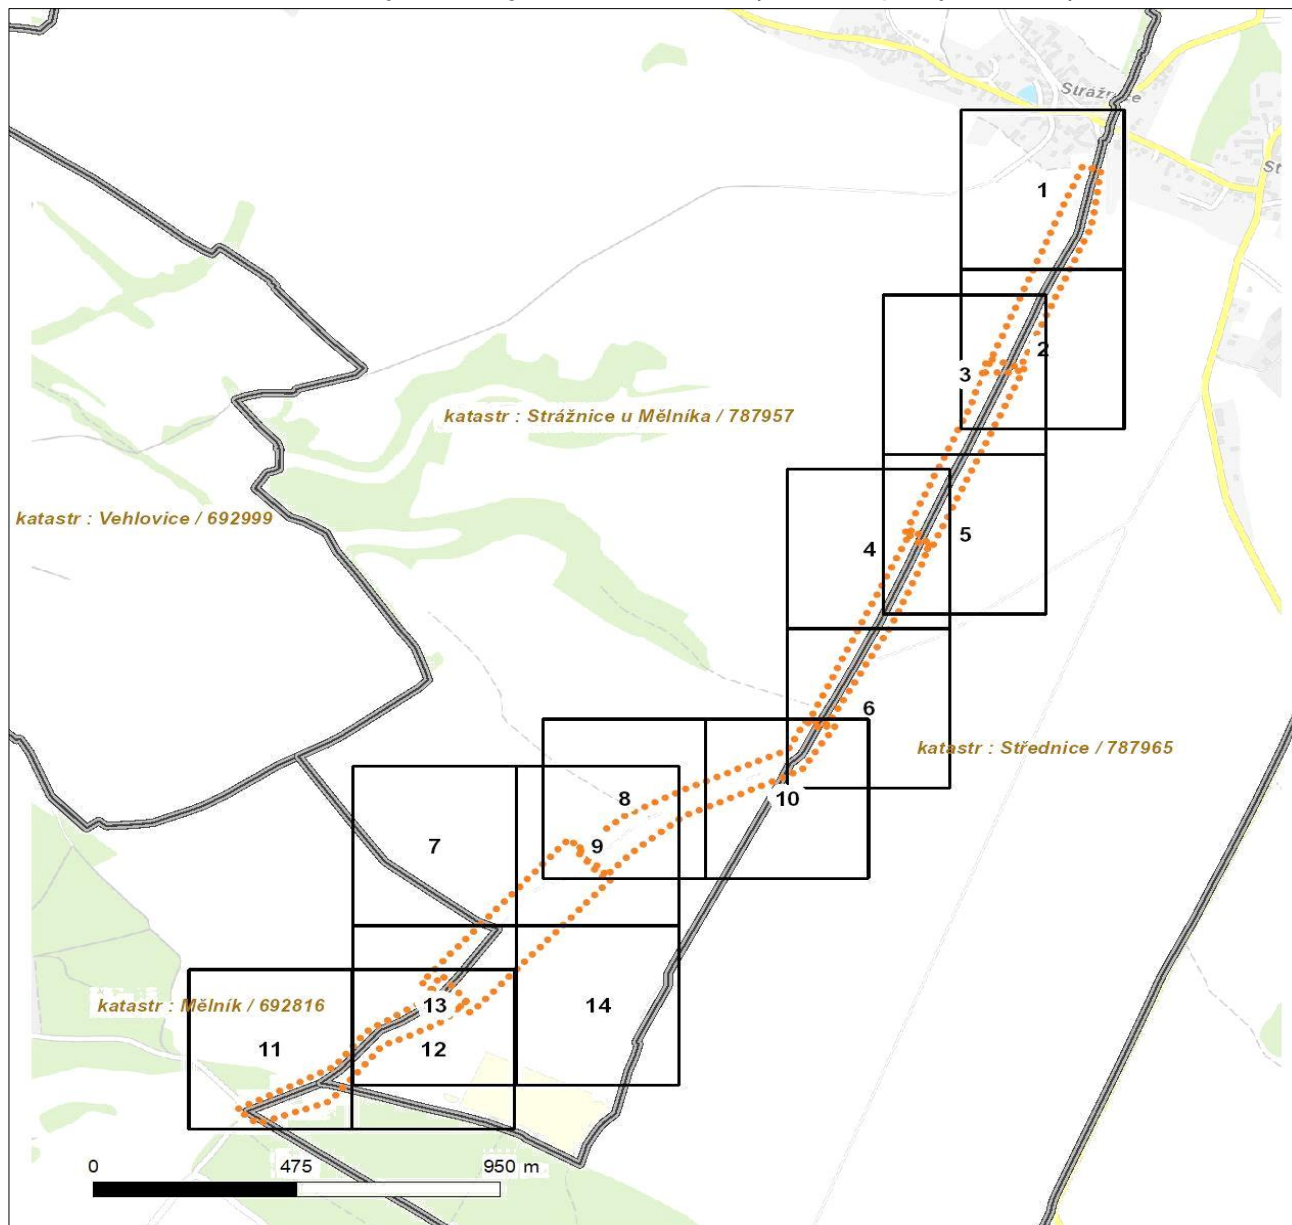 Strážnice
1
2
3
katastr : Strážnice u Mělníka / 787957
katastr : Vehlovice / 692999
4
5
6
katastr : Střednice / 787965
8
10
7
9
katastr : Mělník / 692816
13
14
11
12
0 475 950 m